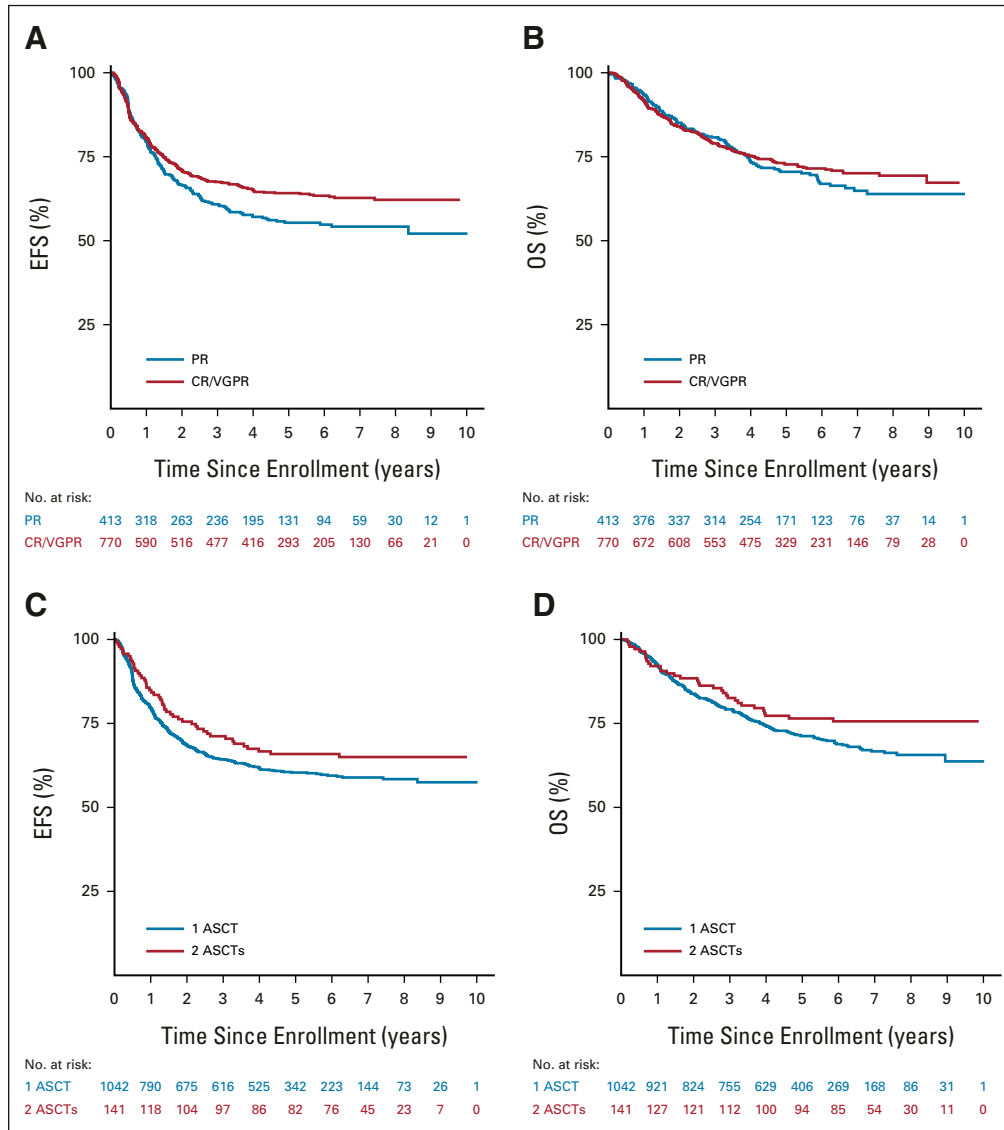 A
100
75
50
25
EFS (%)
PR
CR/VGPR
0 1 2 3 4 5 6 7 8 9 10
Time Since Enrollment (years)
No. at risk:
PR 413 318 263 236 195 131 94 59 30 12 1
CR/VGPR 770 590 516 477 416 293 205 130 66 21 0
B
100
75
50
25
OS (%)
PR
CR/VGPR
0 1 2 3 4 5 6 7 8 9 10
Time Since Enrollment (years)
No. at risk:
PR 413 376 337 314 254 171 123 76 37 14 1
CR/VGPR 770 672 608 553 475 329 231 146 79 28 0
C
100
75
50
25
EFS (%)
1 ASCT
2 ASCTs
0 1 2 3 4 5 6 7 8 9 10
Time Since Enrollment (years)
No. at risk:
1 ASCT 1042 790 675 616 525 342 223 144 73 26 1
2 ASCTs 141 118 104 97 86 82 76 45 23 7 0
D
100
75
50
25
OS (%)
1 ASCT
2 ASCTs
0 1 2 3 4 5 6 7 8 9 10
Time Since Enrollment (years)
No. at risk:
1 ASCT 1042 921 824 755 629 406 269 168 86 31 1
2 ASCTs 141 127 121 112 100 94 85 54 30 11 0